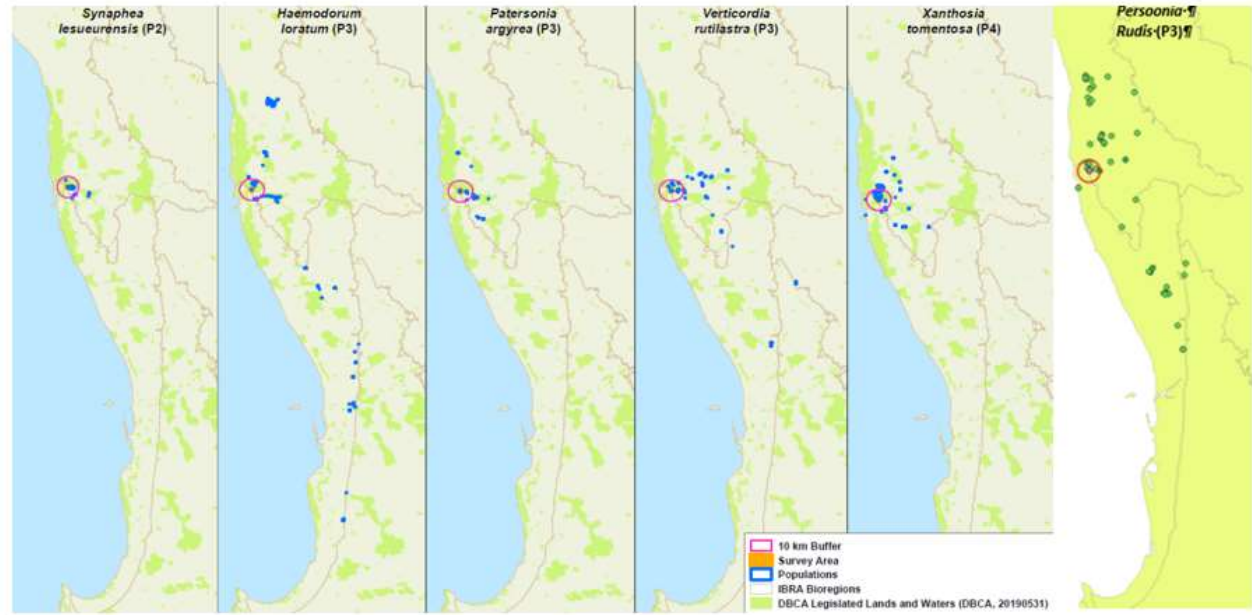 Synaphea
lesueurensis (P2)
Haemodorum
loratum (P3)
Patersonia
argyrea (P3)
Verticordia
rutilastra (P3)
Xanthosia
tomentosa (P4)
Persoonia·¶
Rudis·(P3)¶
10 km Buffer
Survey Area
Populations
IBRA Bioregions
DBCA Legislated Lands and Waters (DBCA, 20190531)